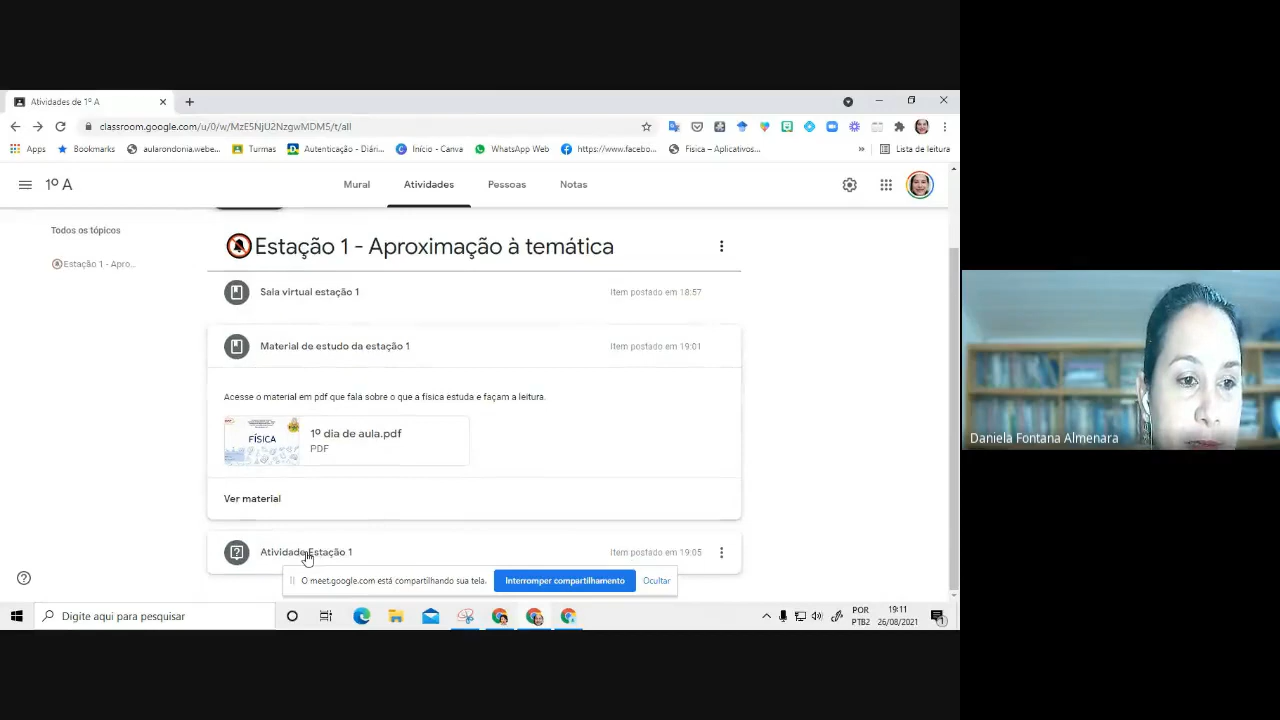 Atividades de 1º A
classroom.google.com/u/0/w/MzE5NjU2NzgwMDM5/t/all
Apps
Bookmarks
aularondonia.webe...
Turmas
Autenticação - Diári...
Início - Canva
WhatsApp Web
https://www.facebo...
Física – Aplicativos...
»
Lista de leitura
1º A
Mural
Atividades
Pessoas
Notas
Todos os tópicos
Estação 1 - Apro...
Estação 1 - Aproximação à temática
Sala virtual estação 1
Item postado em 18:57
Material de estudo da estação 1
Item postado em 19:01
Acesse o material em pdf que fala sobre o que a física estuda e façam a leitura.
FÍSICA
1º dia de aula.pdf
PDF
Ver material
Atividade Estação 1
Item postado em 19:05
O meet.google.com está compartilhando sua tela.
Interromper compartilhamento
Ocultar
Digite aqui para pesquisar
POR
PTB2
19:11
26/08/2021
Daniela Fontana Almenara